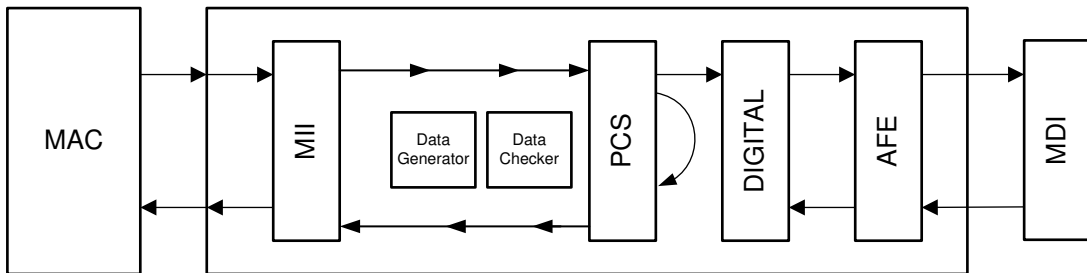 MAC
MII
Data
Generator
Data
Checker
PCS
DIGITAL
AFE
MDI